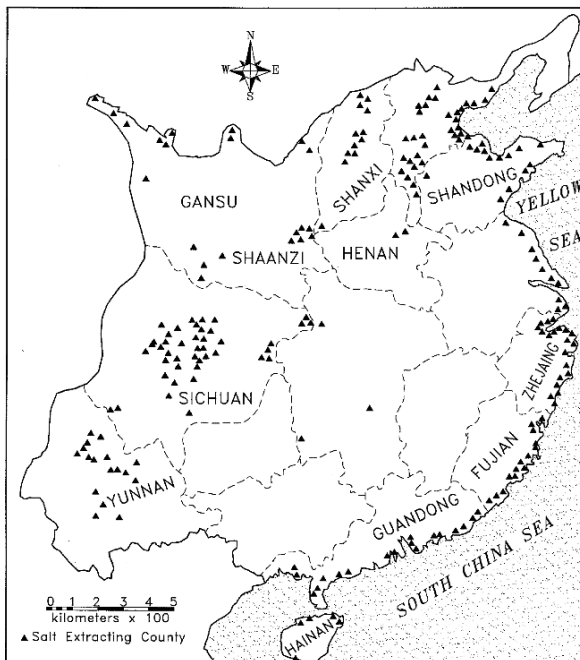 N
W E
S
GANSU
SHANXI
SHANDONG
YELLOW
SEA
SHAANZI
HENAN
SICHUAN
ZHEJAING
FUJIAN
YUNNAN
GUANDONG
SOUTH CHINA SEA
HAINAN
0 1 2 3 4 5
kilometers x 100
▲ Salt Extracting County